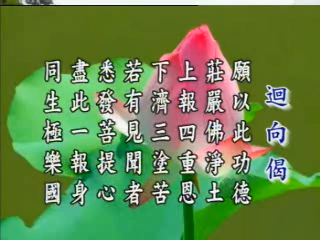 迴向偈
願以此功德
莊嚴佛淨土
上報四重恩
下濟三塗苦
若有見聞者
悉發菩提心
盡此一報身
同生極樂國